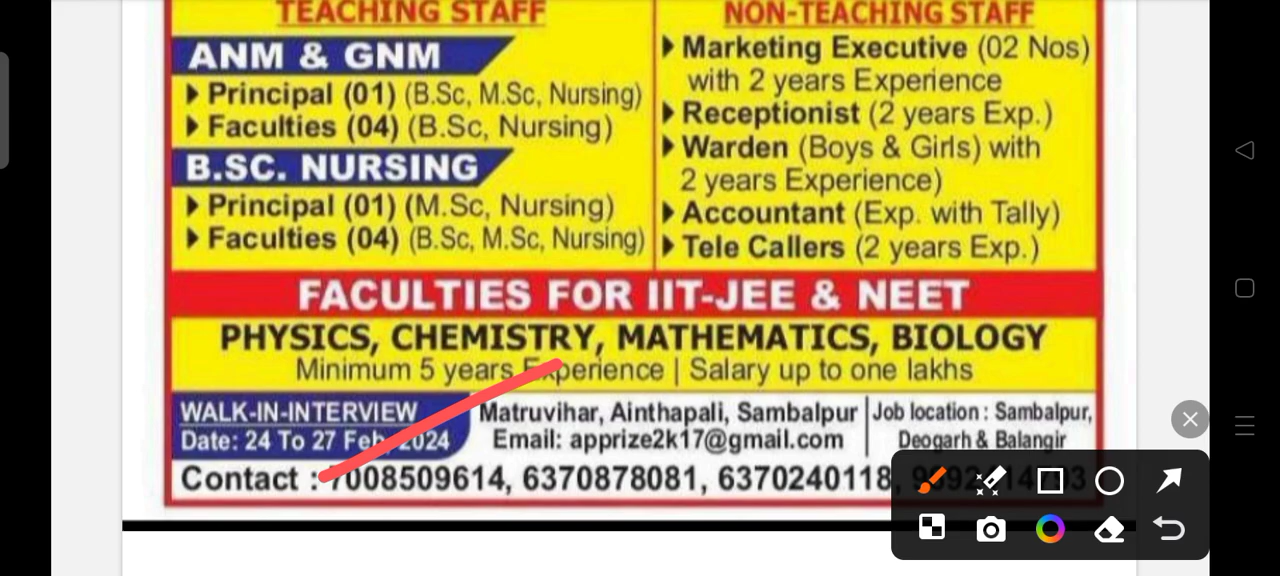 TEACHING STAFF
ANM & GNM
Principal (01) (B.Sc, M.Sc, Nursing)
Faculties (04) (B.Sc, Nursing)
B.SC. NURSING
Principal (01) (M.Sc, Nursing)
Faculties (04) (B.Sc, M.Sc, Nursing)
NON-TEACHING STAFF
Marketing Executive (02 Nos)
with 2 years Experience
Receptionist (2 years Exp.)
Warden (Boys & Girls) with
2 years Experience)
Accountant (Exp. with Tally)
Tele Callers (2 years Exp.)
FACULTIES FOR IIT-JEE & NEET
PHYSICS, CHEMISTRY, MATHEMATICS, BIOLOGY
Minimum 5 years Experience | Salary up to one lakhs
WALK-IN-INTERVIEW
Date: 24 To 27 Feb, 2024
Matruvihar, Ainthapali, Sambalpur
Email: apprize2k17@gmail.com
Job location : Sambalpur,
Deogarh & Balangir
Contact : 7008509614, 6370878081, 6370240118,